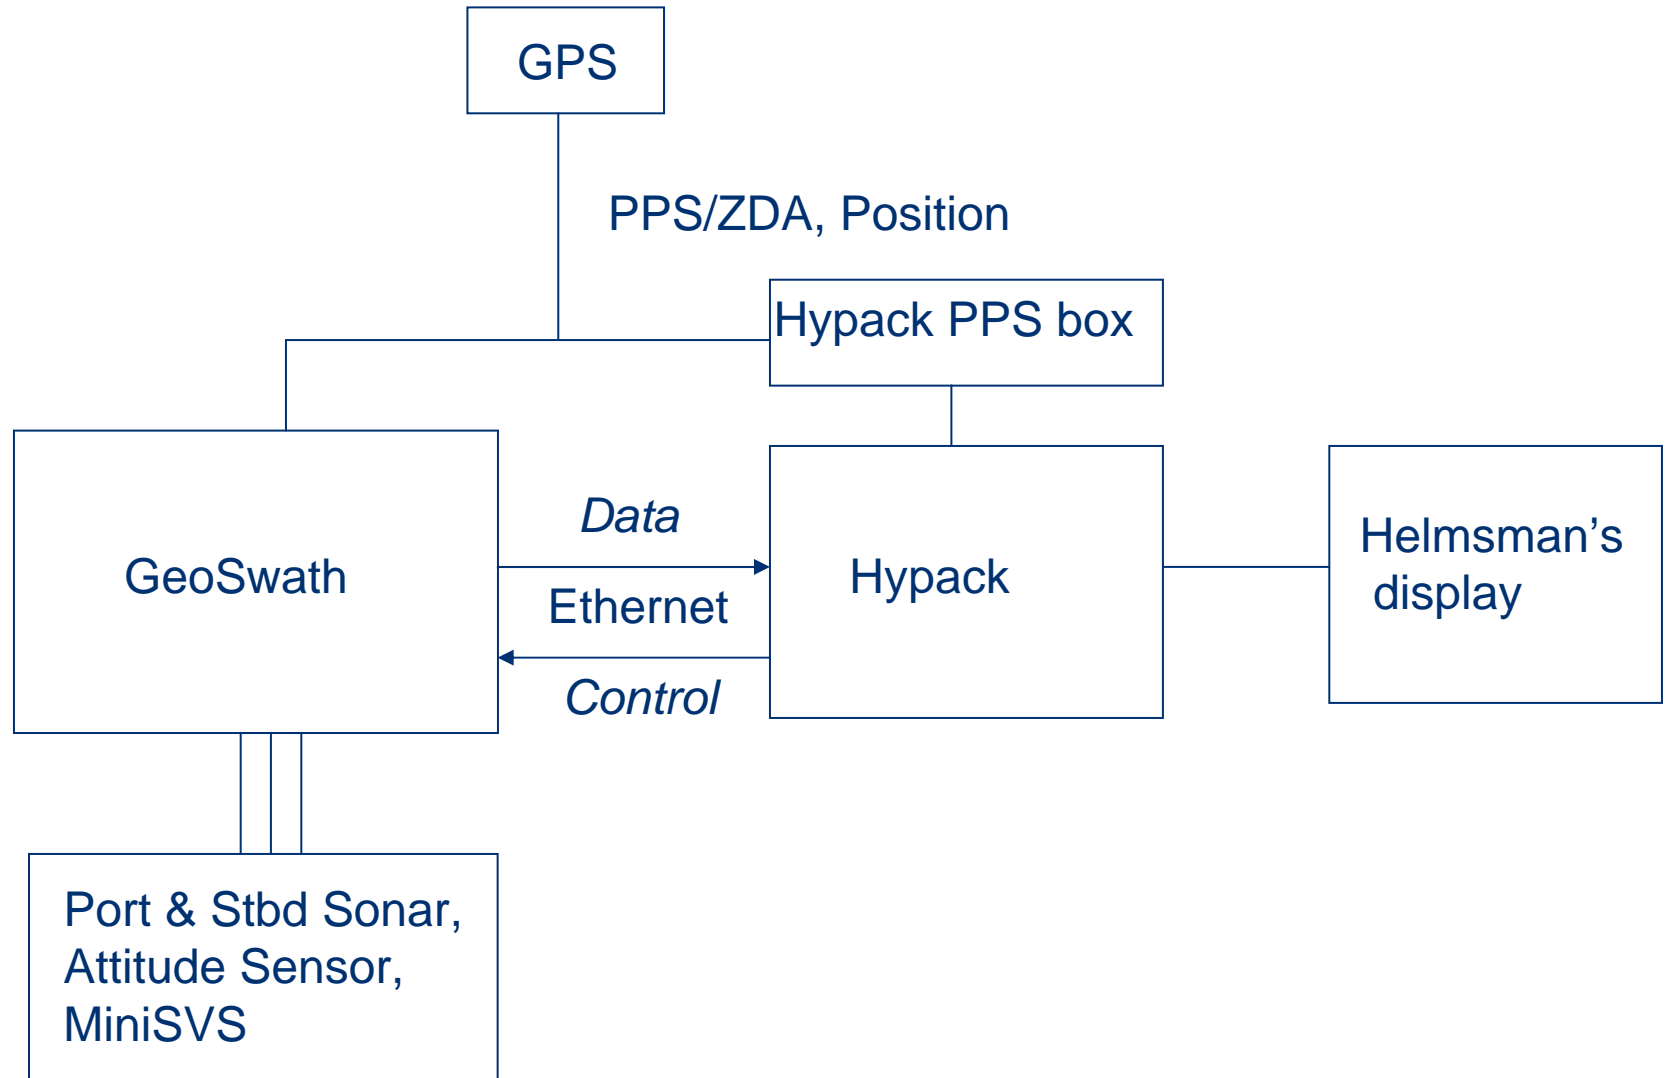 GPS
PPS/ZDA, Position
Hypack PPS box
GeoSwath
Data
Ethernet
Control
Hypack
Helmsman’s
display
Port & Stbd Sonar,
Attitude Sensor,
MiniSVS